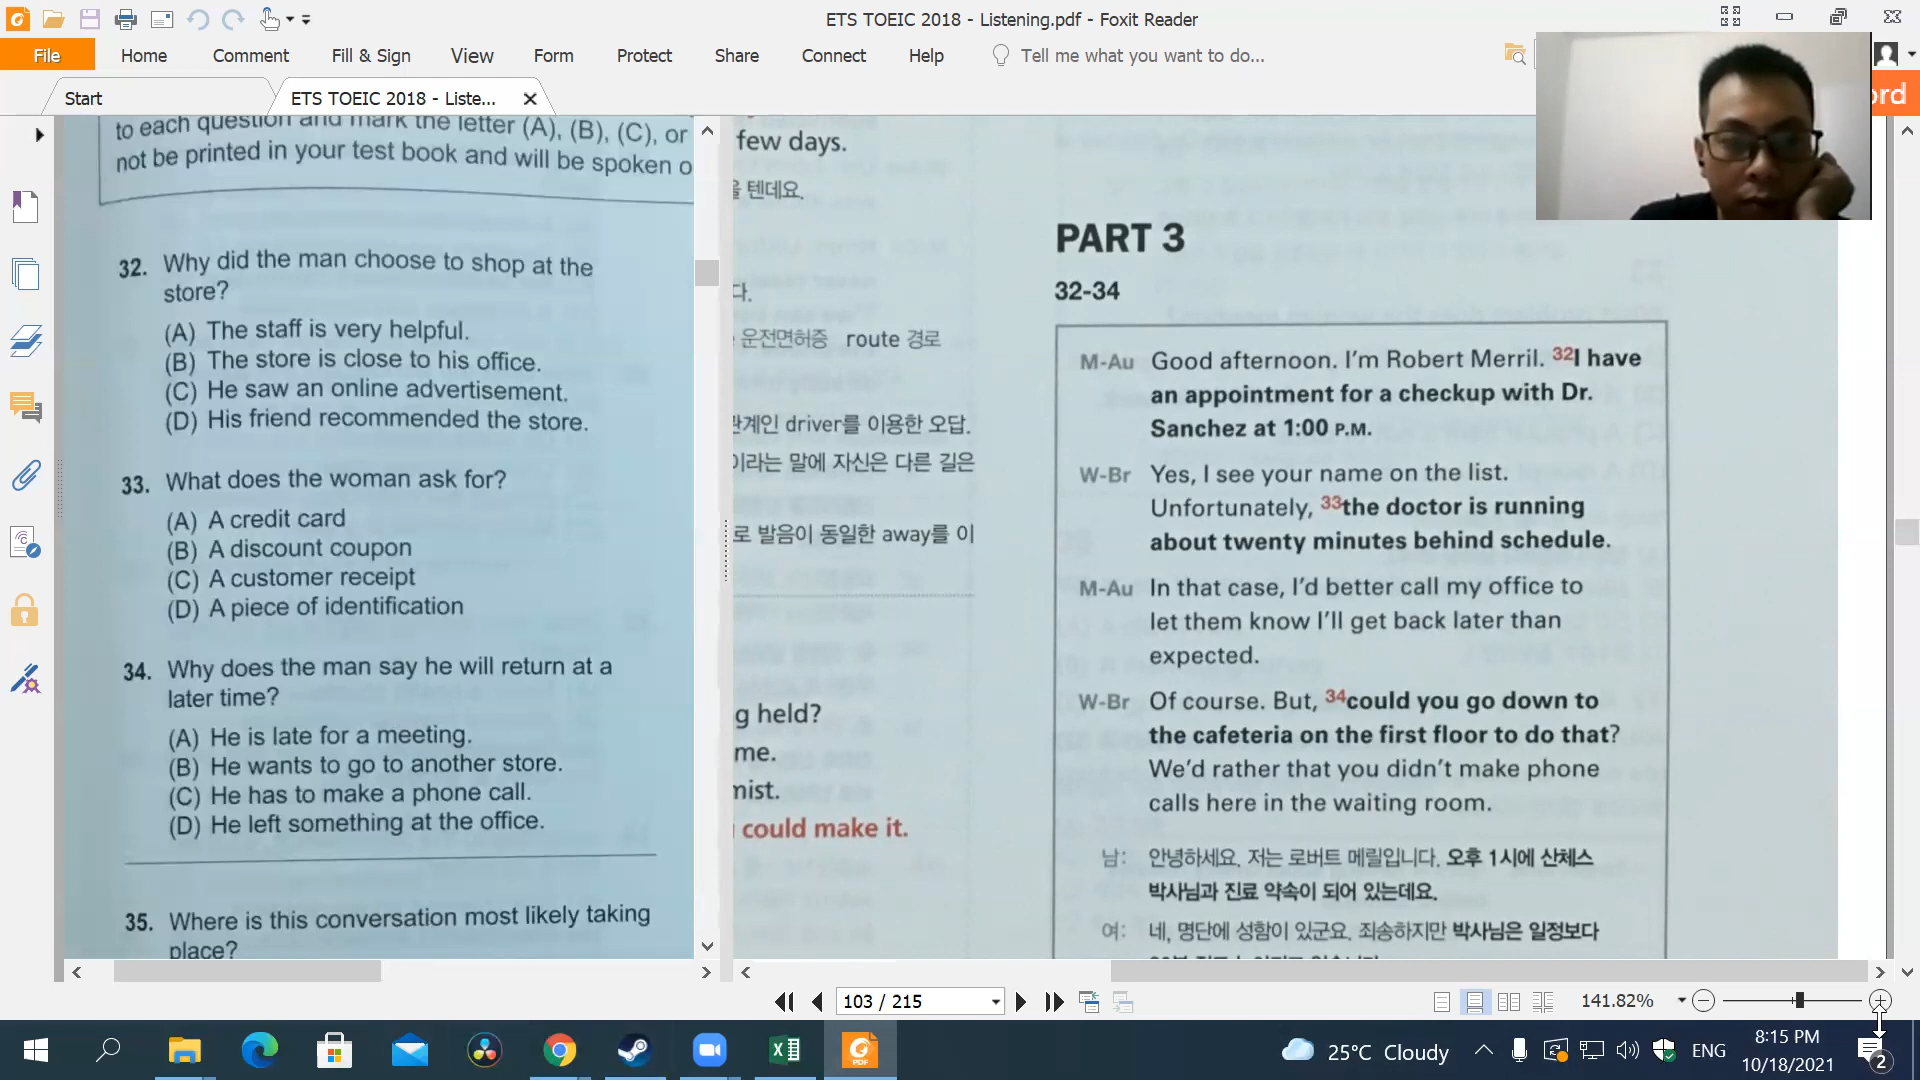 ETS TOEIC 2018 - Listening.pdf - Foxit Reader
File Home Comment Fill & Sign View Form Protect Share Connect Help Tell me what you want to do...
ord
Start ETS TOEIC 2018 - Liste...
to each question and mark the letter (A), (B), (C), or
not be printed in your test book and will be spoken o
32. Why did the man choose to shop at the
store?
(A) The staff is very helpful.
(B) The store is close to his office.
(C) He saw an online advertisement.
(D) His friend recommended the store.
33. What does the woman ask for?
(A) A credit card
(B) A discount coupon
(C) A customer receipt
(D) A piece of identification
34. Why does the man say he will return at a
later time?
(A) He is late for a meeting.
(B) He wants to go to another store.
(C) He has to make a phone call.
(D) He left something at the office.
35. Where is this conversation most likely taking
place?
few days.
텐데요.
다.
운전면허증 route 경로
관계인 driver를 이용한 오답.
이라는 말에 자신은 다른 길은
로 발음이 동일한 away를 이
g held?
me.
mist.
could make it.
PART 3
32-34
M-Au Good afternoon. I'm Robert Merril. 32I have
an appointment for a checkup with Dr.
Sanchez at 1:00 P.M.
W-Br Yes, I see your name on the list.
Unfortunately, 33the doctor is running
about twenty minutes behind schedule.
M-Au In that case, I'd better call my office to
let them know I'll get back later than
expected.
W-Br Of course. But, 34could you go down to
the cafeteria on the first floor to do that?
We'd rather that you didn't make phone
calls here in the waiting room.
남: 안녕하세요. 저는 로버트 메릴입니다. 오후 1시에 산체스
박사님과 진료 약속이 되어 있는데요.
여: 네, 명단에 성함이 있군요. 죄송하지만 박사님은 일정보다
103 / 215
141.82%
25°C Cloudy
ENG
8:15 PM
10/18/2021
2